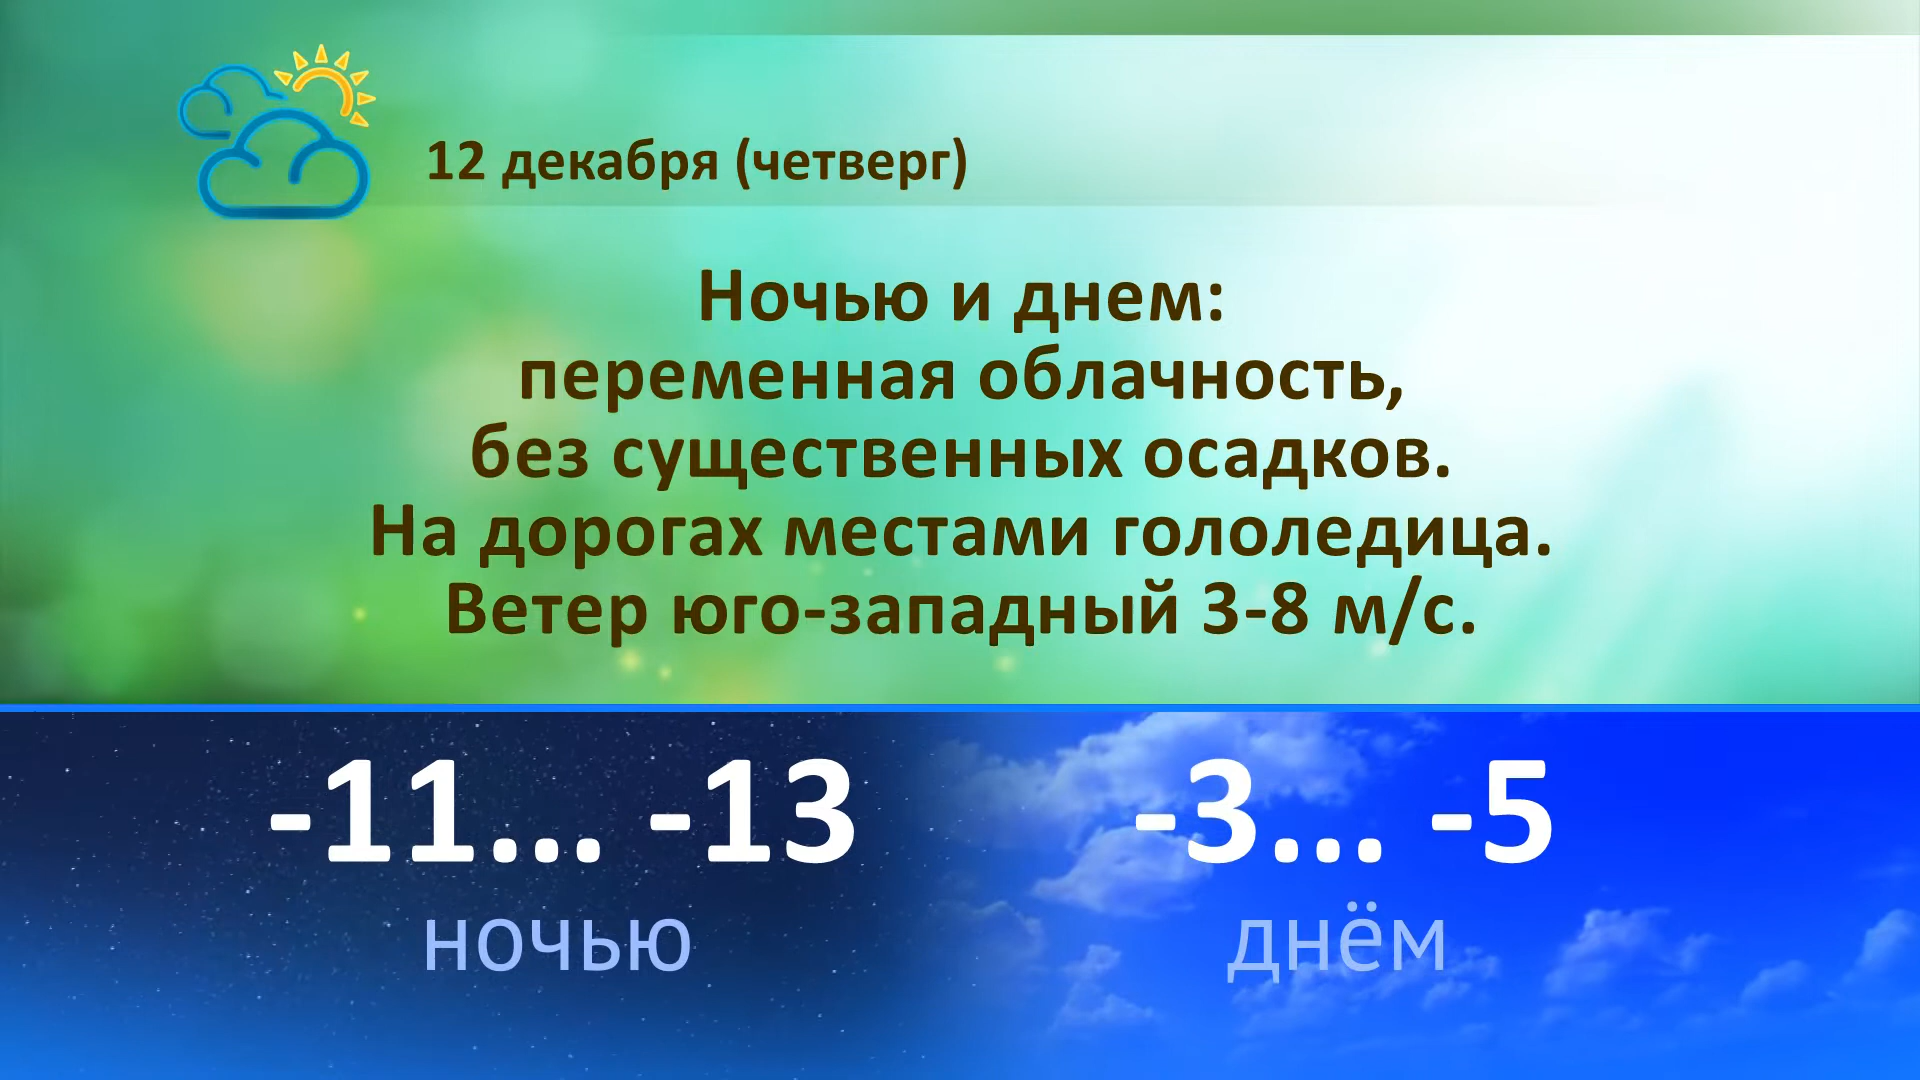 12 декабря (четверг)
Ночью и днем:
переменная облачность,
без существенных осадков.
На дорогах местами гололедица.
Ветер юго-западный 3-8 м/с.
-11... -13 -3... -5
ночью днём